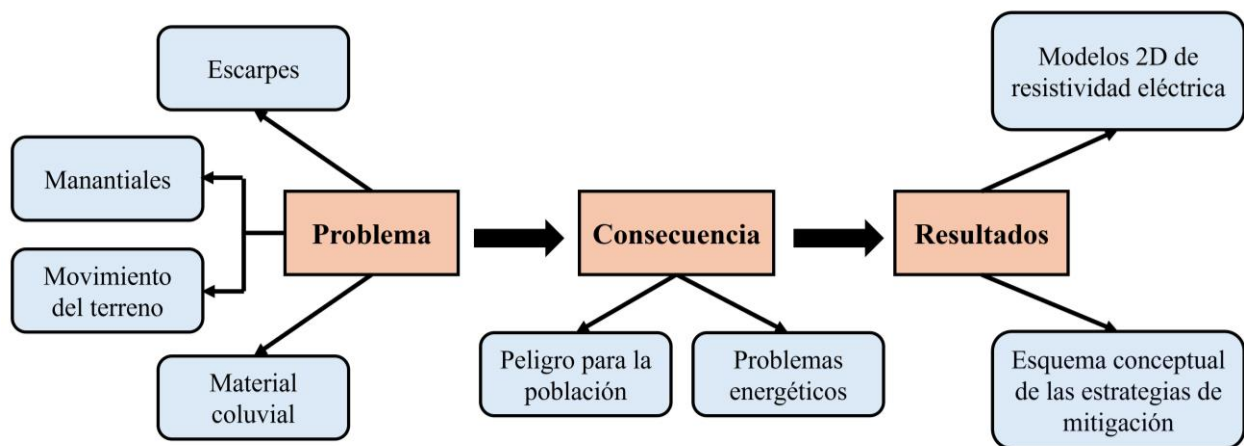 Escarpes
Manantiales
Movimiento
del terreno
Material
coluvial
Problema
Consecuencia
Peligro para la
población
Problemas
energéticos
Resultados
Modelos 2D de
resistividad eléctrica
Esquema conceptual
de las estrategias de
mitigación